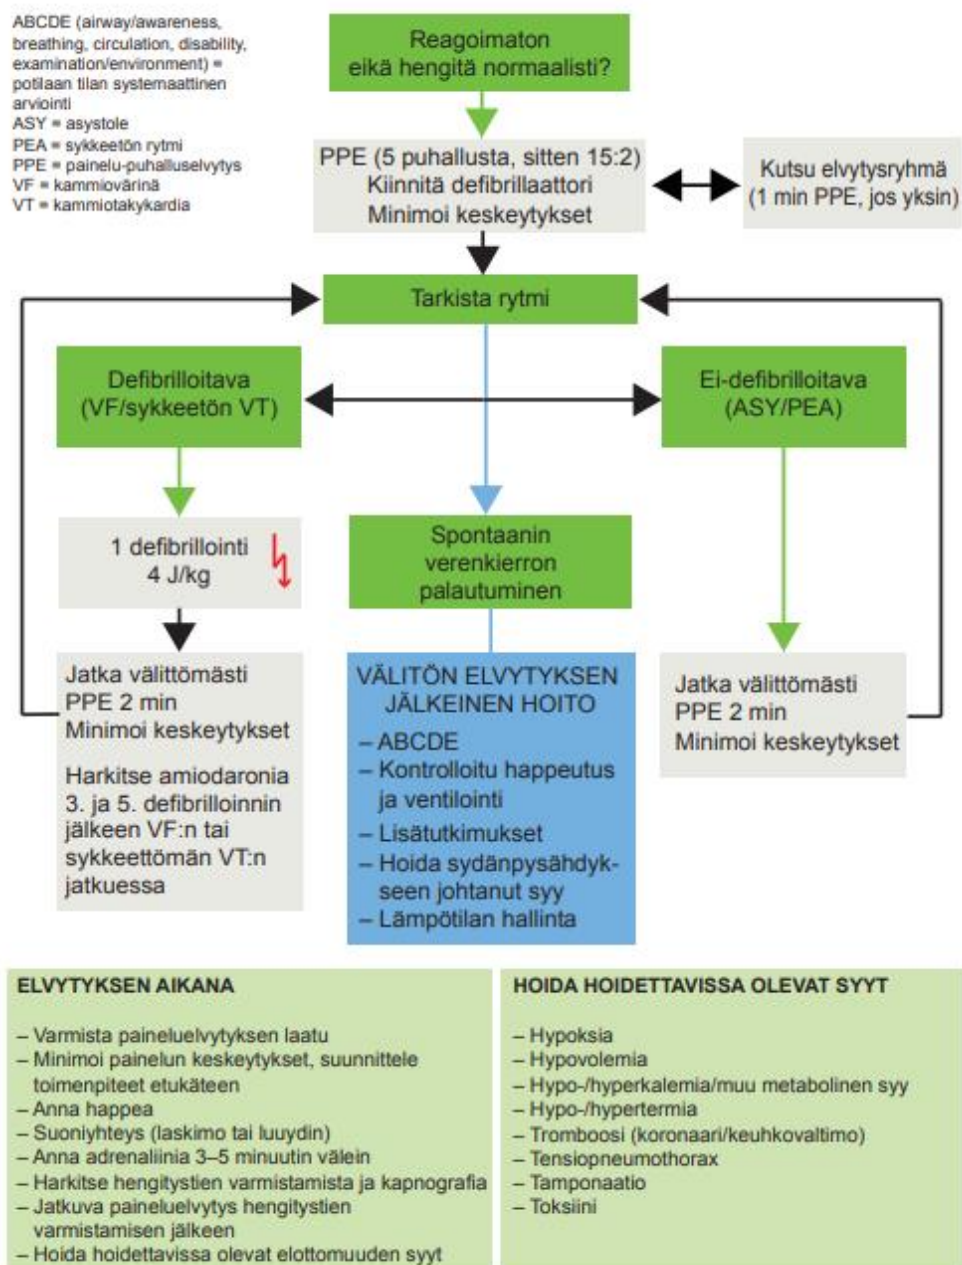 ABCDE (airway/awareness,
breathing, circulation, disability,
examination/environment) =
potilaan tilan systemaattinen
arviointi
ASY = asystole
PEA = sykkeetön rytmi
PPE = painelu-puhalluselvytys
VF = kammiovärinä
VT = kammiotakykardia
Reagoimaton
eikä hengitä normaalisti?
PPE (5 puhallusta, sitten 15:2)
Kiinnitä defibrillaattori
Minimoi keskeytykset
Kutsu elvytysryhmä
(1 min PPE, jos yksin)
Tarkista rytmi
Defibrilloitava
(VF/sykkeetön VT)
Ei-defibrilloitava
(ASY/PEA)
1 defibrillointi
4 J/kg
Spontaanin
verenkierron
palautuminen
Jatka välittömästi
PPE 2 min
Minimoi keskeytykset
Harkitse amiodaronia
3. ja 5. defibrilloinnin
jälkeen VF:n tai
sykkeettömän VT:n
jatkuessa
VÄLITÖN ELVYTYKSEN
JÄLKEINEN HOITO
– ABCDE
– Kontrolloitu happeutus
ja ventilointi
– Lisätutkimukset
– Hoida sydänpysähdyk-
seen johtanut syy
– Lämpötilan hallinta
Jatka välittömästi
PPE 2 min
Minimoi keskeytykset
ELVYTYKSEN AIKANA
– Varmista paineluelvytyksen laatu
– Minimoi painelun keskeytykset, suunnittele
toimenpiteet etukäteen
– Anna happea
– Suoniyhteys (laskimo tai luuydin)
– Anna adrenaliinia 3–5 minuutin välein
– Harkitse hengitystien varmistamista ja kapnografia
– Jatkuva paineluelvytys hengitystien
varmistamisen jälkeen
– Hoida hoidettavissa olevat elottomuuden syyt
HOIDA HOIDETTAVISSA OLEVAT SYYT
– Hypoksia
– Hypovolemia
– Hypo-/hyperkalemia/muu metabolinen syy
– Hypo-/hypertermia
– Tromboosi (koronaari/keuhkovaltimo)
– Tensiopneumothorax
– Tamponaatio
– Toksiini